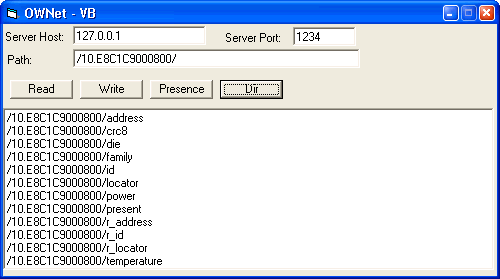 OWNet - VB
Server Host: 127.0.0.1 Server Port: 1234
Path: /10.E8C1C9000800/
Read Write Presence Dir
/10.E8C1C9000800/address
/10.E8C1C9000800/crc8
/10.E8C1C9000800/die
/10.E8C1C9000800/family
/10.E8C1C9000800/id
/10.E8C1C9000800/locator
/10.E8C1C9000800/power
/10.E8C1C9000800/present
/10.E8C1C9000800/r_address
/10.E8C1C9000800/r_id
/10.E8C1C9000800/r_locator
/10.E8C1C9000800/temperature